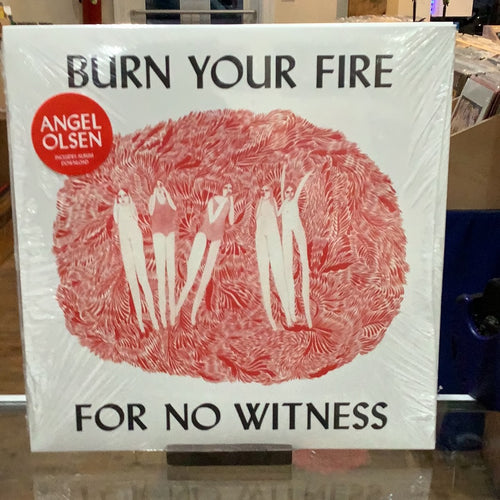 BURN YOUR FIRE
ANGEL
OLSEN
INCLUDES ALBUM
DOWNLOAD
FOR NO WITNESS